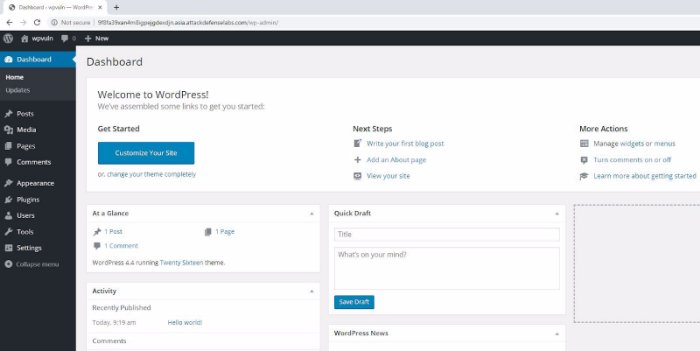 Dashboard ‹ wpvuln — WordPr
Not secure
attackdefenselabs.com/wp-admin/
wpvuln
0
New
Dashboard
Home
Updates
Posts
Media
Pages
Comments
Appearance
Plugins
Users
Tools
Settings
Collapse menu
Dashboard
Welcome to WordPress!
We've assembled some links to get you started:
Get Started
Customize Your Site
or, change your theme completely
Next Steps
Write your first blog post
Add an About page
View your site
More Actions
Manage widgets or menus
Turn comments on or off
Learn more about getting started
At a Glance
1 Post
1 Page
1 Comment
WordPress 4.4 running Twenty Sixteen theme.
Activity
Recently Published
Today, 9:19 am Hello world!
Comments
Quick Draft
Title
What's on your mind?
Save Draft
WordPress News